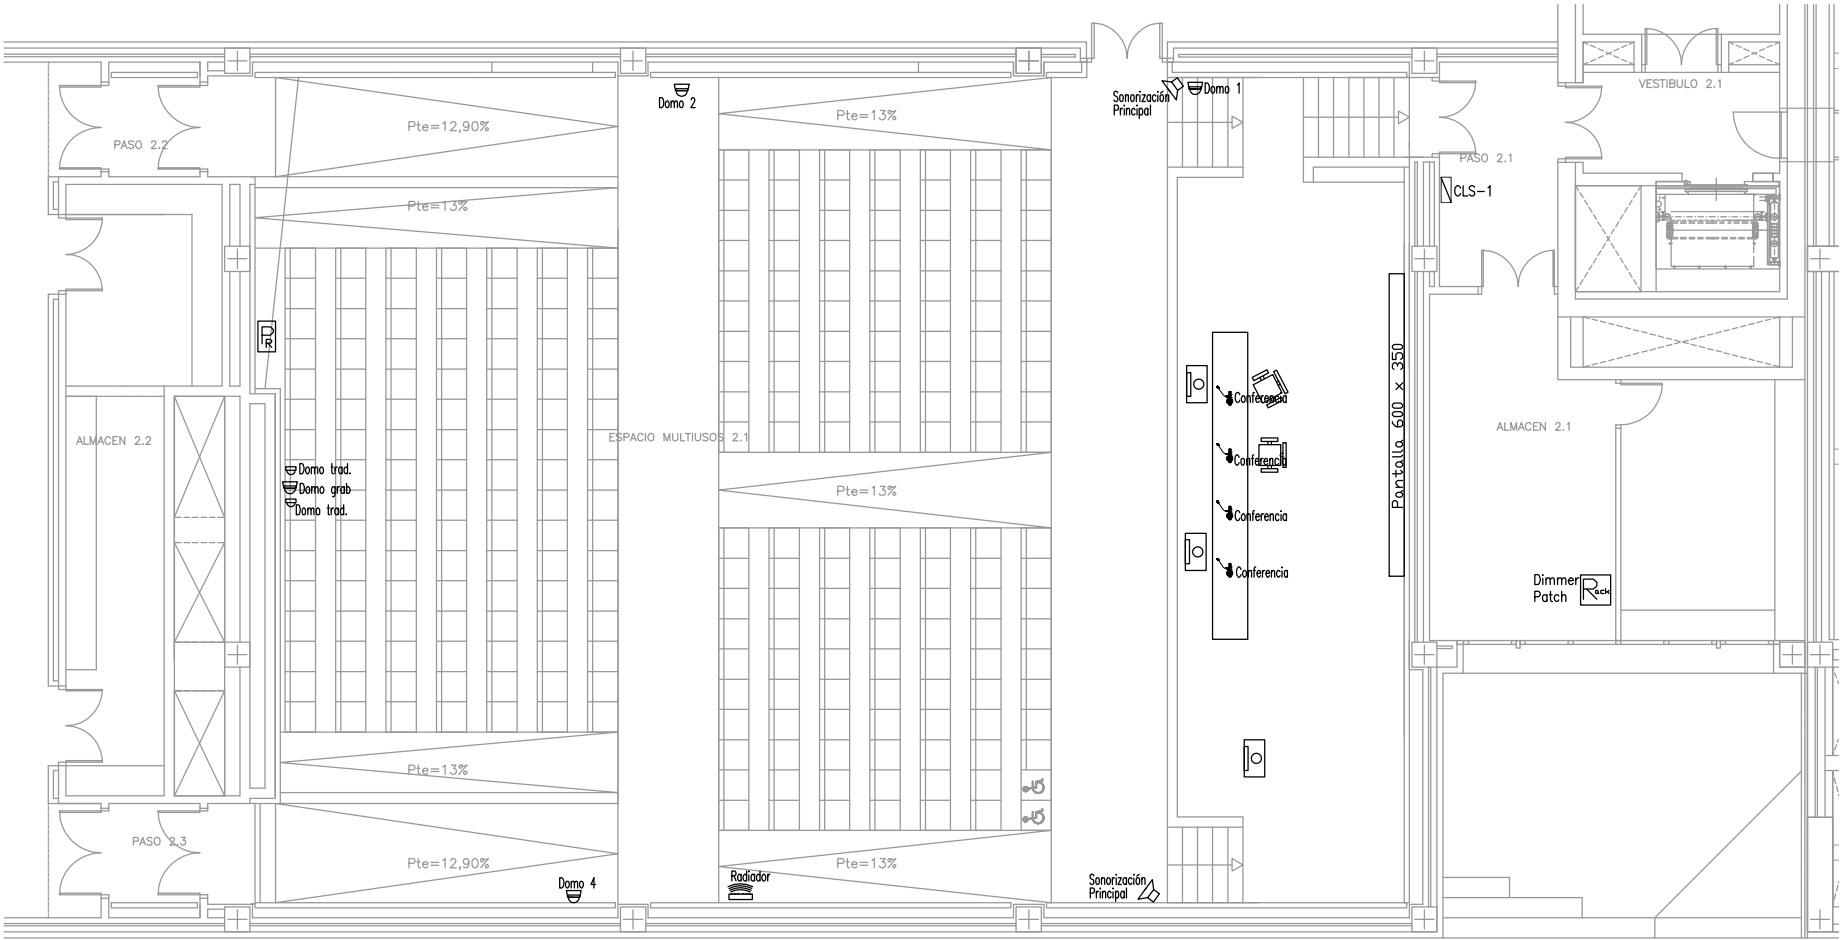 VESTIBULO 2.1
Domo 2
Sonorización
Principal
Domo 1
Pte=12,90%
Pte=13%
PASO 2.2
PASO 2.1
CLS-1
Pte=13%
PR
Pantalla 600 x 350
Conferencia
ALMACEN 2.2
ESPACIO MULTIUSOS 2.1
ALMACEN 2.1
Conferencia
Domo trad.
Domo grab
Domo trad.
Pte=13%
Conferencia
Conferencia
Dimmer
Patch
Rack
Pte=13%
PASO 2.3
Pte=12,90%
Pte=13%
Domo 4
Radiador
Sonorización
Principal